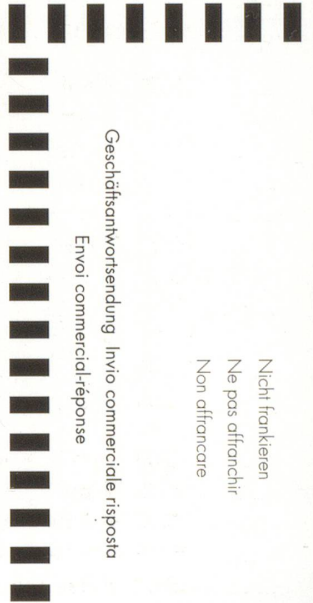 Nicht frankieren
Ne pas affranchir
Non affrancare
Geschäftsantwortsendung Invio commerciale risposta
Envoi commercial-réponse